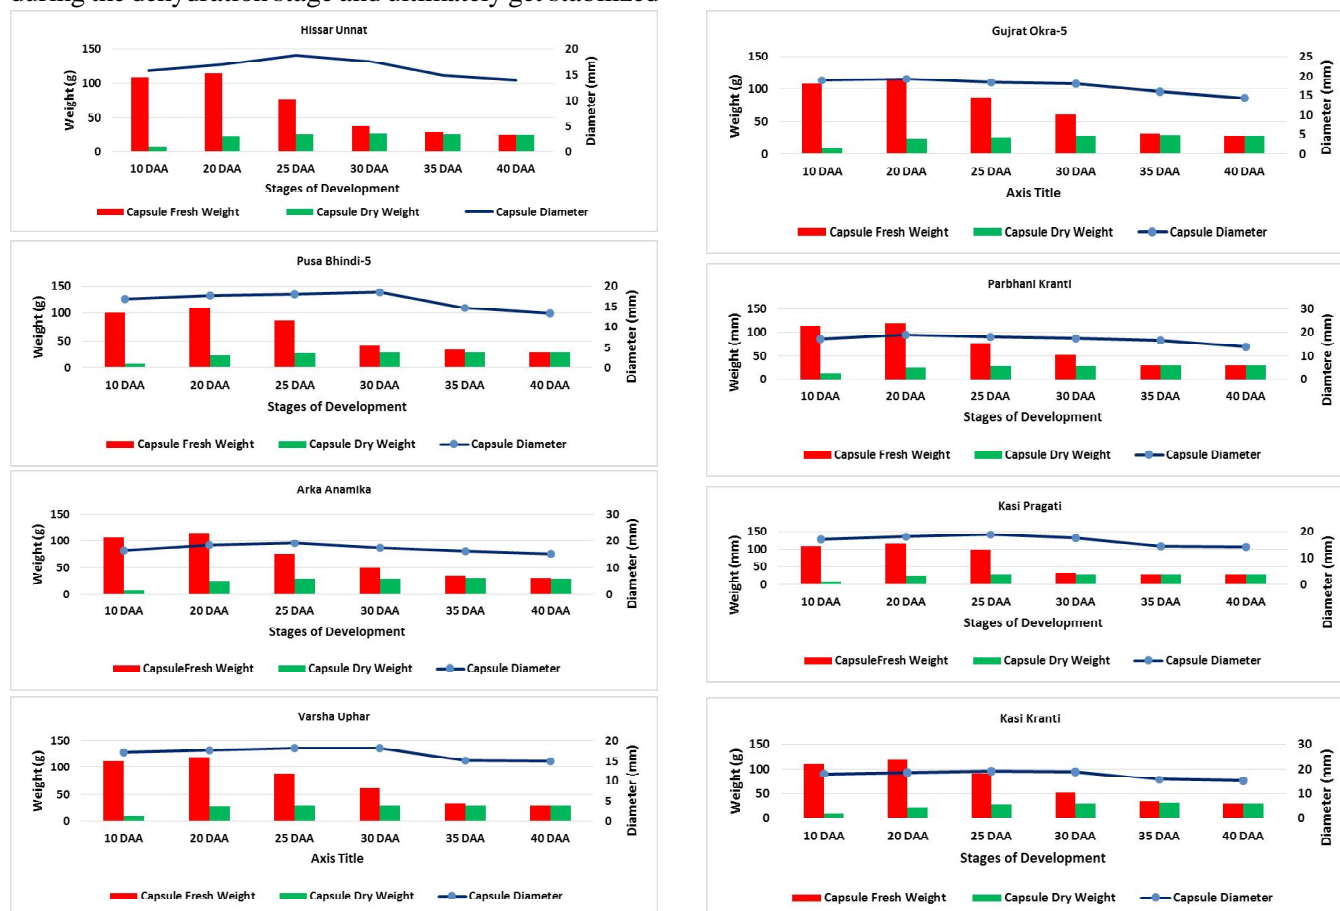 during the dehydration stage and ultimately get stabilized
Hissar Unnat
150
100
50
0
20
15
10
5
0
Weight (g)
Diameter (mm)
10 DAA 20 DAA 25 DAA 30 DAA 35 DAA 40 DAA
Stages of Development
Capsule Fresh Weight Capsule Dry Weight Capsule Diameter
Pusa Bhindi-5
150
100
50
0
20
15
10
5
0
Weight (g)
Diameter (mm)
10 DAA 20 DAA 25 DAA 30 DAA 35 DAA 40 DAA
Stages of Development
Capsule Fresh Weight Capsule Dry Weight Capsule Diameter
Arka Anamika
150
100
50
0
30
20
10
0
Weight (g)
Diameter (mm)
10 DAA 20 DAA 25 DAA 30 DAA 35 DAA 40 DAA
Stages of Development
CapsuleFresh Weight Capsule Dry Weight Capsule Diameter
Varsha Uphar
150
100
50
0
20
15
10
5
0
Weight (g)
Diameter (mm)
10 DAA 20 DAA 25 DAA 30 DAA 35 DAA 40 DAA
Axis Title
Capsule Fresh Weight Capsule Dry Weight Capsule Diameter
Gujrat Okra-5
150
100
50
0
25
20
15
10
5
0
Weight (g)
Diameter (mm)
10 DAA 20 DAA 25 DAA 30 DAA 35 DAA 40 DAA
Axis Title
Capsule Fresh Weight Capsule Dry Weight Capsule Diameter
Parbhani Kranti
150
100
50
0
30
20
10
0
Weight (mm)
Diamtere (mm)
10 DAA 20 DAA 25 DAA 30 DAA 35 DAA 40 DAA
Stages of Development
Capsule Fresh Weight Capsule Dry Weight Capsule Diameter
Kasi Pragati
150
100
50
0
20
10
0
Weight (mm)
Diameter (mm)
10 DAA 20 DAA 25 DAA 30 DAA 35 DAA 40 DAA
Stages of Development
Capsule Fresh Weight Capsule Dry Weight Capsule Diameter
Kasi Kranti
150
100
50
0
30
20
10
0
Weight (g)
Diameter (mm)
10 DAA 20 DAA 25 DAA 30 DAA 35 DAA 40 DAA
Stages of Development
Capsule Fresh Weight Capsule Dry Weight Capsule Diameter